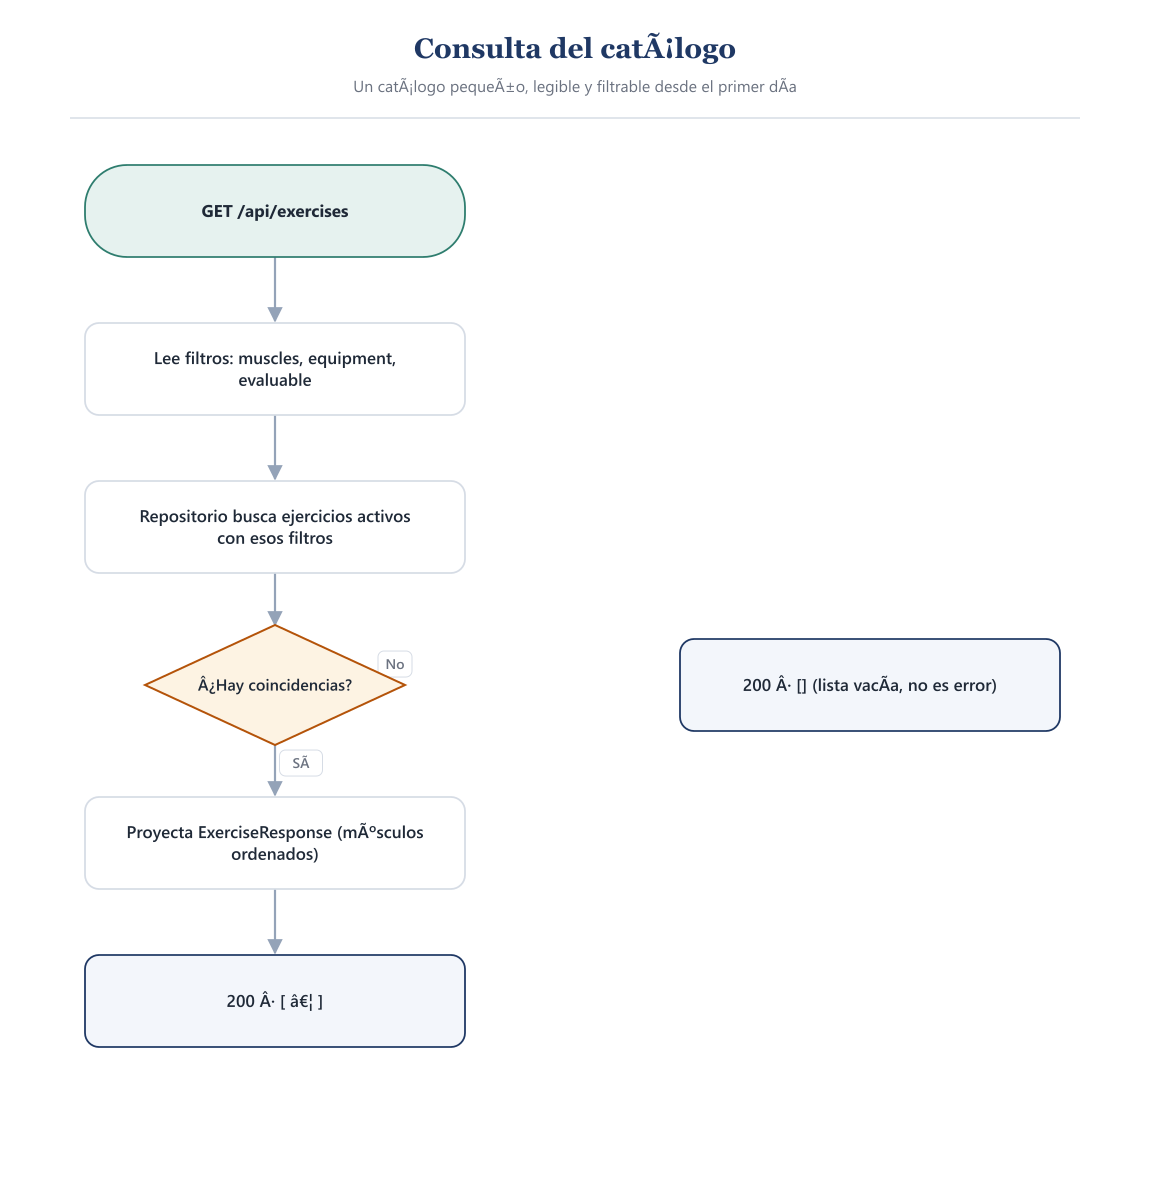 Consulta del catÃ¡logo
Un catÃ¡logo pequeÃ±o, legible y filtrable desde el primer dÃ­a
GET /api/exercises
Lee filtros: muscles, equipment,
evaluable
Repositorio busca ejercicios activos
con esos filtros
Â¿Hay coincidencias?
No
200 Â· [] (lista vacÃ­a, no es error)
SÃ­
Proyecta ExerciseResponse (mÃºsculos
ordenados)
200 Â· [ â€¦ ]